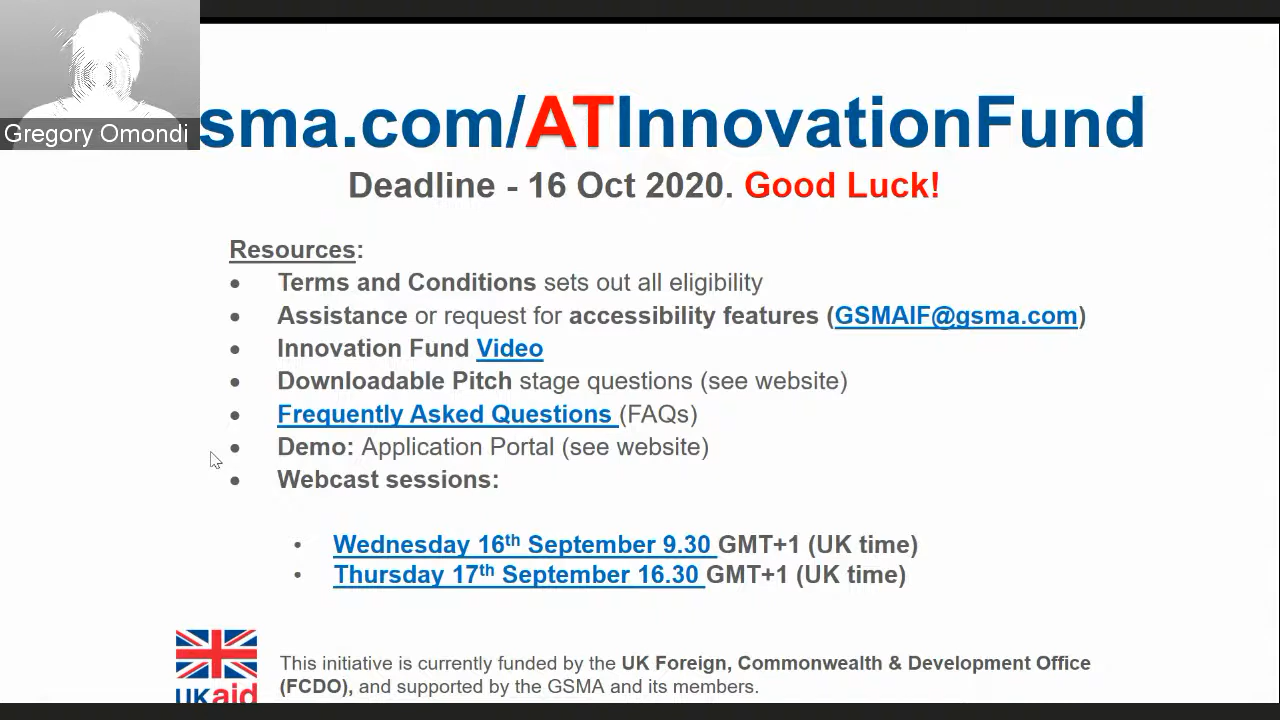 Gregory Omondi
sma.com/ATInnovationFund
Deadline - 16 Oct 2020. Good Luck!
Resources:
• Terms and Conditions sets out all eligibility
• Assistance or request for accessibility features (GSMAIF@gsma.com)
• Innovation Fund Video
• Downloadable Pitch stage questions (see website)
• Frequently Asked Questions (FAQs)
• Demo: Application Portal (see website)
• Webcast sessions:
• Wednesday 16th September 9.30 GMT+1 (UK time)
• Thursday 17th September 16.30 GMT+1 (UK time)
This initiative is currently funded by the UK Foreign, Commonwealth & Development Office
(FCDO), and supported by the GSMA and its members.
UKaid